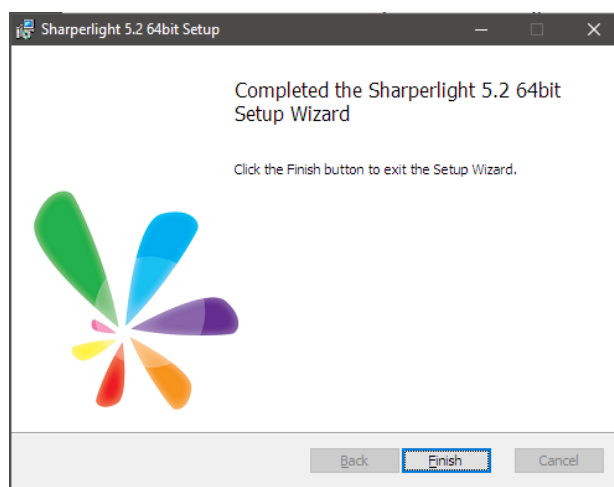 Sharperlight 5.2 64bit Setup
Completed the Sharperlight 5.2 64bit
Setup Wizard
Click the Finish button to exit the Setup Wizard.
Back
Finish
Cancel